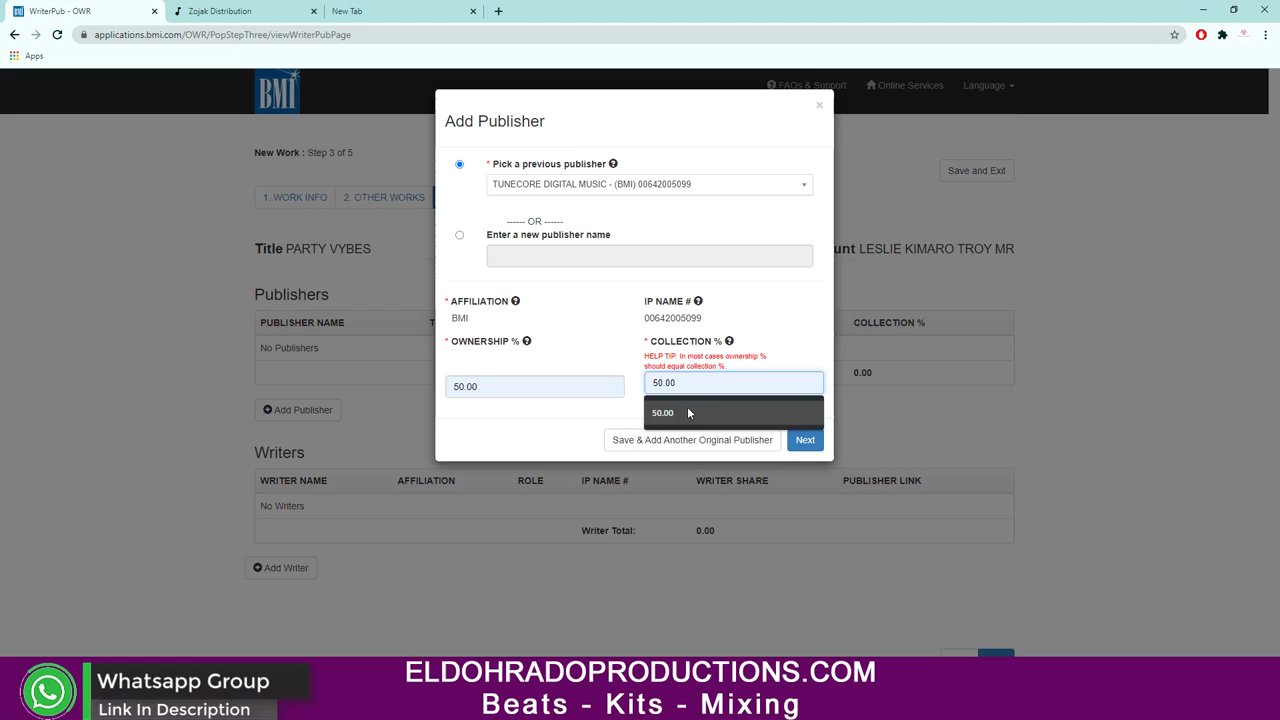 WriterPub - OWR
Zojak Distribution
New Tab
applications.bmi.com/OWR/PopStepThree/viewWriterPubPage
Apps
BMI
FAQs & Support
Online Services
Language
Add Publisher
×
New Work : Step 3 of 5
Save and Exit
* Pick a previous publisher
TUNECORE DIGITAL MUSIC - (BMI) 00642005099
1. WORK INFO
2. OTHER WORKS
------ OR ------
Enter a new publisher name
Title PARTY VYBES
unt LESLIE KIMARO TROY MR
Publishers
* AFFILIATION
IP NAME #
BMI
00642005099
PUBLISHER NAME
COLLECTION %
* OWNERSHIP %
* COLLECTION %
No Publishers
HELP TIP: In most cases ownership %
should equal collection %.
0.00
50.00
50.00
50.00
Add Publisher
Save & Add Another Original Publisher
Next
Writers
WRITER NAME
AFFILIATION
ROLE
IP NAME #
WRITER SHARE
PUBLISHER LINK
No Writers
Writer Total:
0.00
Add Writer
Whatsapp Group
Link In Description
ELDOHRADOPRODUCTIONS.COM
Beats - Kits - Mixing